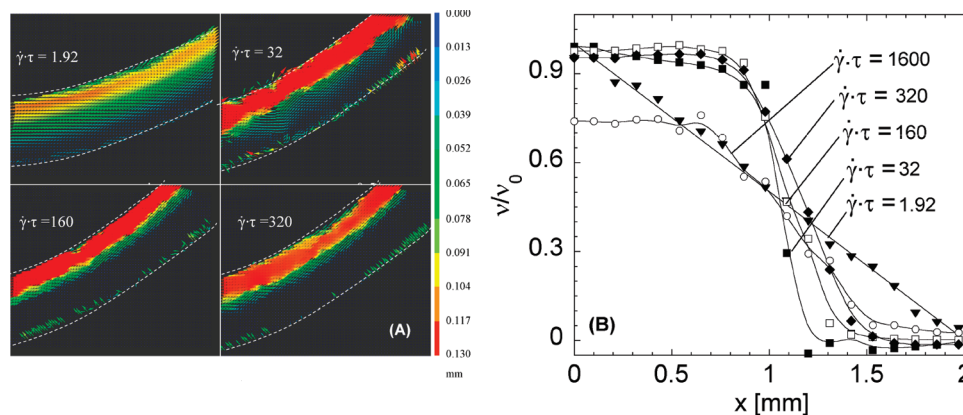 γ̇·τ = 1.92
γ̇·τ = 32
γ̇·τ =160
γ̇·τ =320
(A)
0.000
0.013
0.026
0.039
0.052
0.065
0.078
0.091
0.104
0.117
0.130
mm
ν/ν0
0.9
0.6
0.3
0
γ̇·τ = 1600
γ̇·τ = 320
γ̇·τ = 160
γ̇·τ = 32
γ̇·τ = 1.92
(B)
0
0.5
1
1.5
2
x [mm]